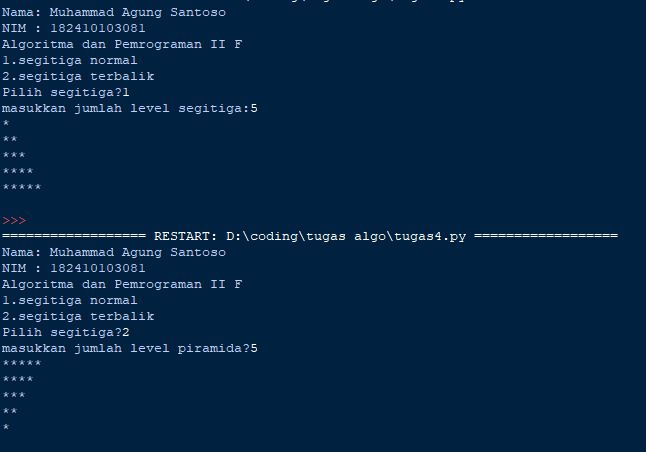 Nama: Muhammad Agung Santoso
NIM : 182410103081
Algoritma dan Pemrograman II F
1.segitiga normal
2.segitiga terbalik
Pilih segitiga?1
masukkan jumlah level segitiga:5
*
**
***
****
*****
>>>
================== RESTART: D:\coding\tugas algo\tugas4.py ==================
Nama: Muhammad Agung Santoso
NIM : 182410103081
Algoritma dan Pemrograman II F
1.segitiga normal
2.segitiga terbalik
Pilih segitiga?2
masukkan jumlah level piramida?5
*****
****
***
**
*